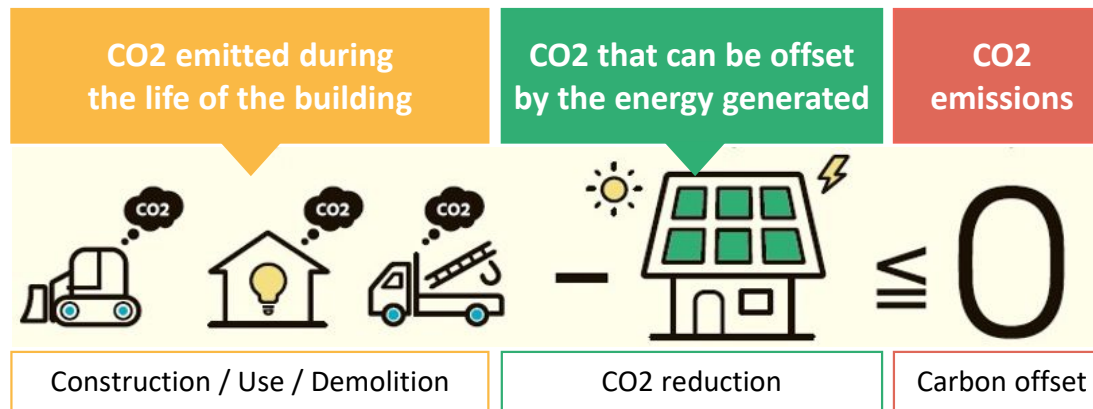 CO2 emitted during
the life of the building
CO2 that can be offset
by the energy generated
CO2
emissions
CO2
CO2
CO2
− 
≦ 0
Construction / Use / Demolition
CO2 reduction
Carbon offset